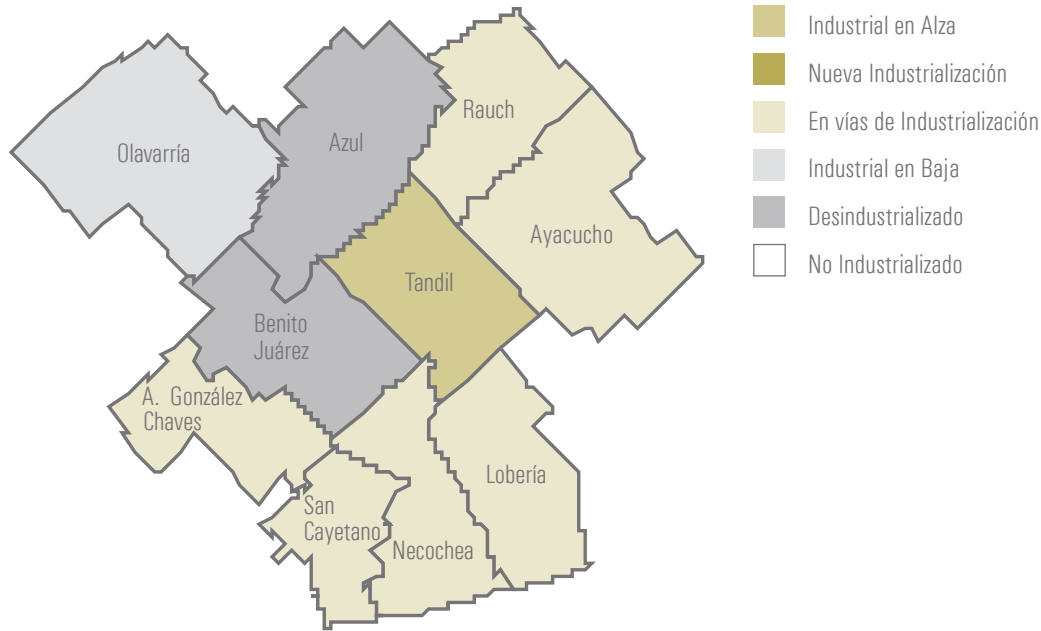 Industrial en Alza
Nueva Industrialización
En vías de Industrialización
Industrial en Baja
Desindustrializado
No Industrializado
Rauch
Azul
Olavarría
Ayacucho
Tandil
Benito
Juárez
A. González
Chaves
Lobería
San
Cayetano
Necochea